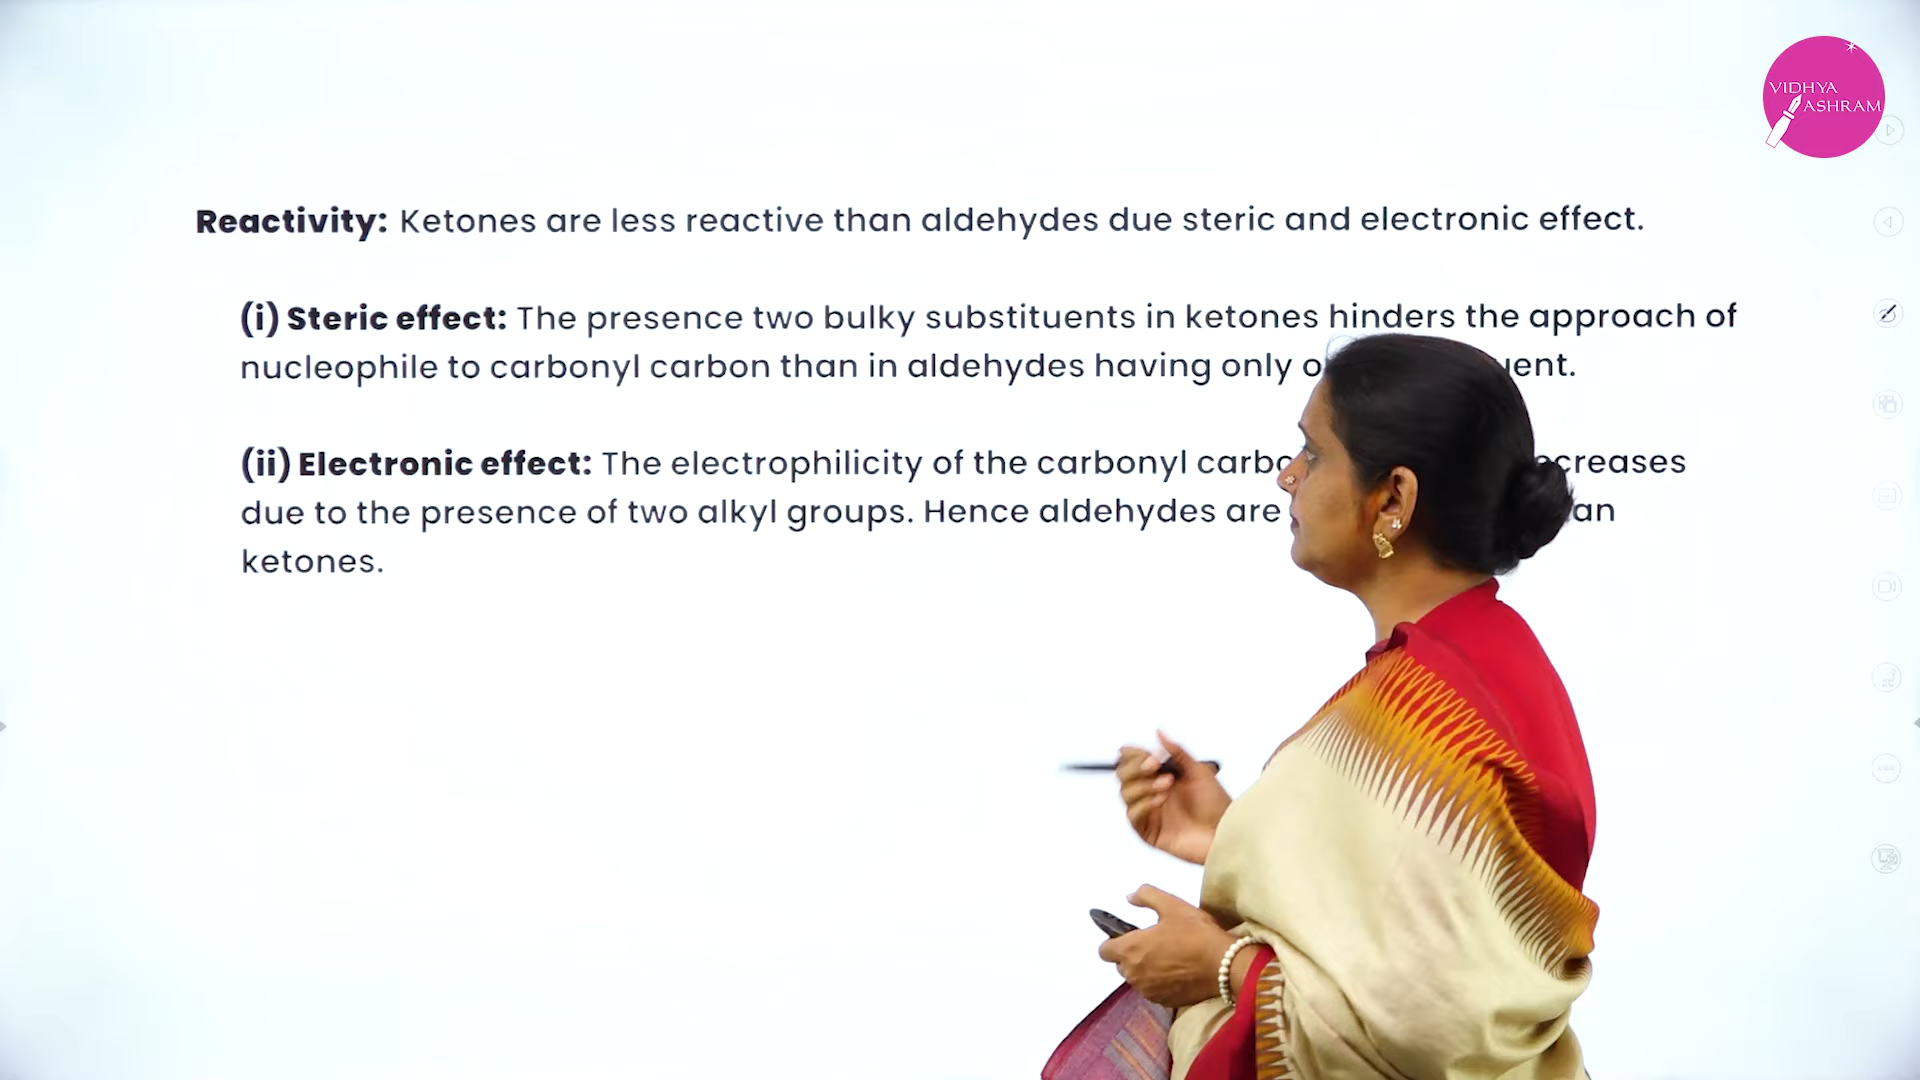 VIDHYA
ASHRAM
Reactivity: Ketones are less reactive than aldehydes due steric and electronic effect.
(i) Steric effect: The presence two bulky substituents in ketones hinders the approach of
nucleophile to carbonyl carbon than in aldehydes having only
(ii) Electronic effect: The electrophilicity of the carbonyl
due to the presence of two alkyl groups. Hence aldehydes are
ketones.